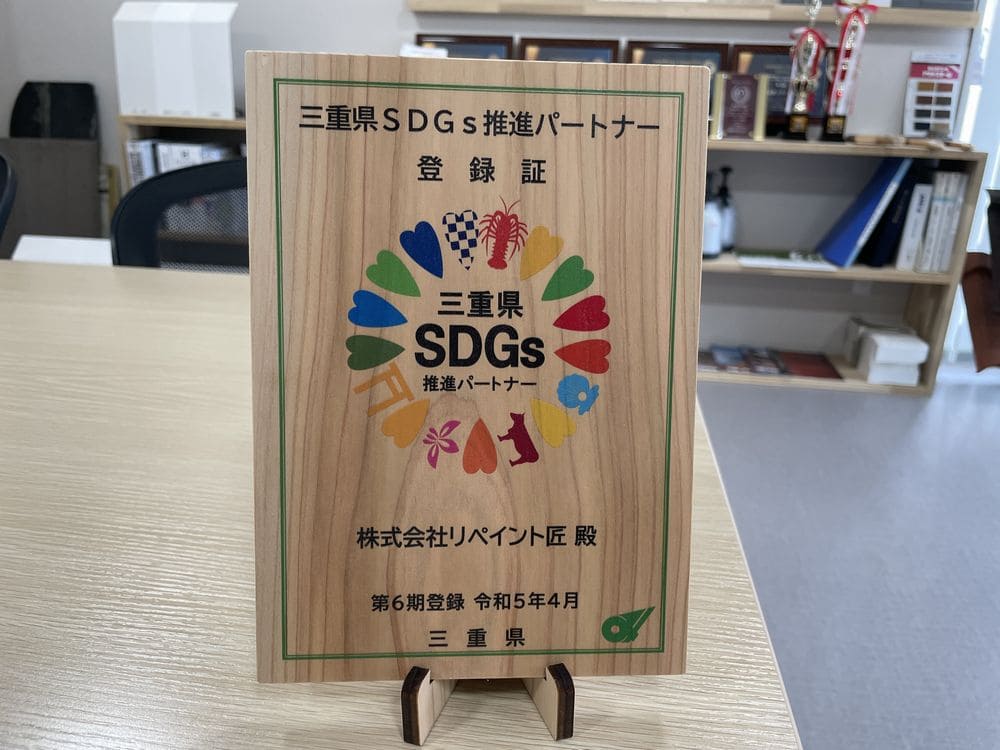 三重県ＳＤＧｓ推進パートナー
登 録 証
三重県
SDGs
推進パートナー
株式会社リペイント匠 殿
第６期登録 令和５年４月
三 重 県